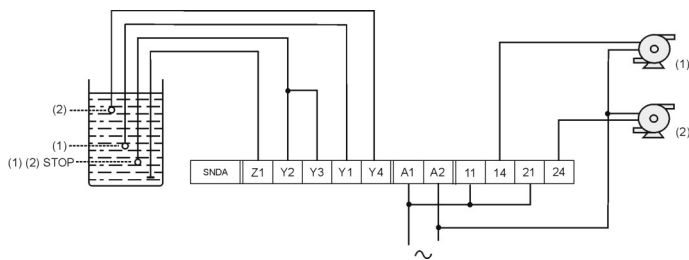 (1)
(2)
(2)
(1)
(1) (2) STOP
SNDA Z1 Y2 Y3 Y1 Y4 A1 A2 11 14 21 24
~